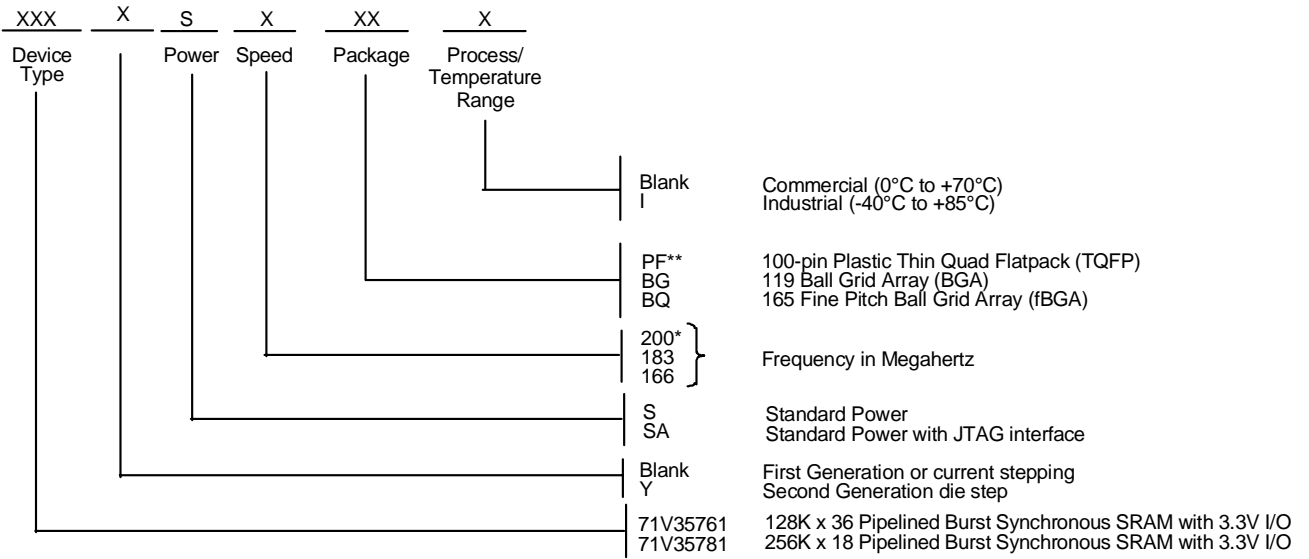 XXX X S X XX X
Device Type Power Speed Package Process/ Temperature Range
Blank Commercial (0°C to +70°C)
I Industrial (-40°C to +85°C)
PF** 100-pin Plastic Thin Quad Flatpack (TQFP)
BG 119 Ball Grid Array (BGA)
BQ 165 Fine Pitch Ball Grid Array (fBGA)
200*
183 Frequency in Megahertz
166
S Standard Power
SA Standard Power with JTAG interface
Blank First Generation or current stepping
Y Second Generation die step
71V35761 128K x 36 Pipelined Burst Synchronous SRAM with 3.3V I/O
71V35781 256K x 18 Pipelined Burst Synchronous SRAM with 3.3V I/O